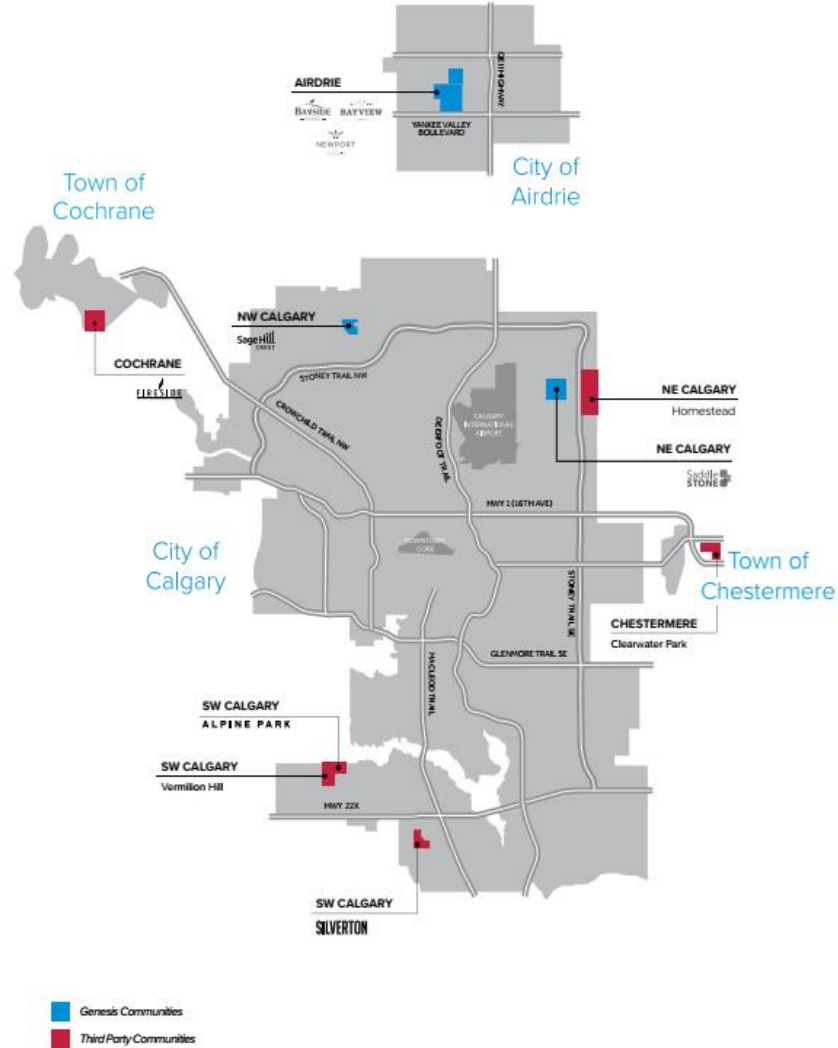 AIRDRIE
BAYSIDE BAYVIEW
NEWPORT
QEII HIGHWAY
YANKEE VALLEY
BOULEVARD
City of
Airdrie
Town of
Cochrane
NW CALGARY
SageHill
CREST
COCHRANE
FIRESIDE
STONEY TRAIL NW
CROWCHILD TRAIL NW
DEERFOOT TRAIL
CALGARY
INTERNATIONAL
AIRPORT
NE CALGARY
Homestead
NE CALGARY
Saddle
STONE
HWY 1 (16TH AVE)
DOWNTOWN
CORE
City of
Calgary
Town of
Chestermere
STONEY TRAIL SE
CHESTERMERE
Clearwater Park
GLENMORE TRAIL SE
MACLEOD TRAIL
SW CALGARY
ALPINE PARK
SW CALGARY
Vermilion Hill
HWY 22X
SW CALGARY
SILVERTON
Genesis Communities
Third Party Communities